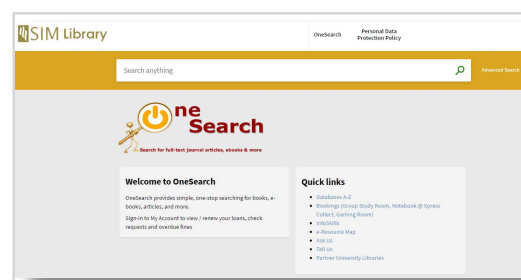 SIM Library
OneSearch
Personal Data
Protection Policy
Search anything
Advanced Search
One
Search
Search for full-text journal articles, ebooks & more
Welcome to OneSearch
OneSearch provides simple, one-stop searching for books, e-
books, articles, and more.
Sign-in to My Account to view / renew your loans, check
requests and overdue fines
Quick links
Databases A-Z
Bookings (Group Study Room, Notebook @ Xpress
Collect, Gaming Room)
InfoSkills
e-Resource Map
Ask Us
Tell Us
Partner University Libraries